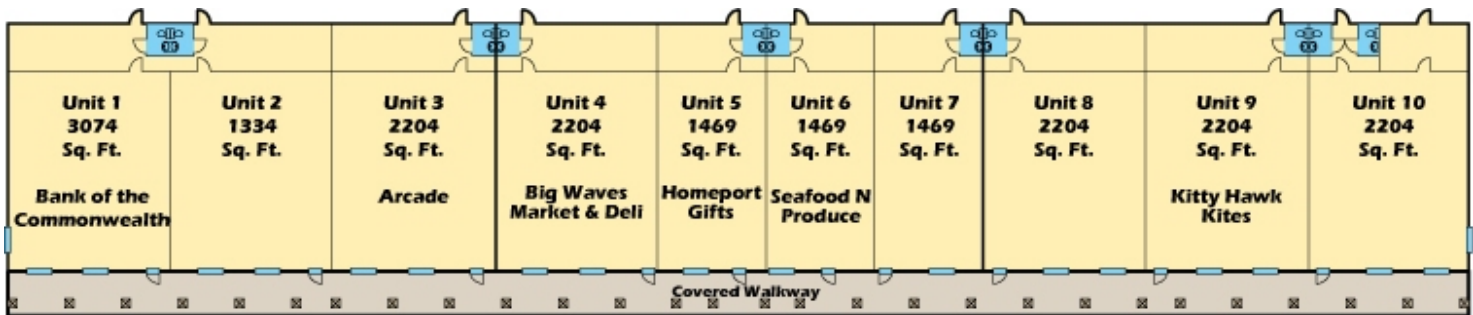 Unit 1
3074
Sq. Ft.
Bank of the
Commonwealth
Unit 2
1334
Sq. Ft.
Unit 3
2204
Sq. Ft.
Arcade
Unit 4
2204
Sq. Ft.
Big Waves
Market & Deli
Unit 5
1469
Sq. Ft.
Homeport
Gifts
Unit 6
1469
Sq. Ft.
Seafood N
Produce
Unit 7
1469
Sq. Ft.
Unit 8
2204
Sq. Ft.
Unit 9
2204
Sq. Ft.
Kitty Hawk
Kites
Unit 10
2204
Sq. Ft.
Covered Walkway